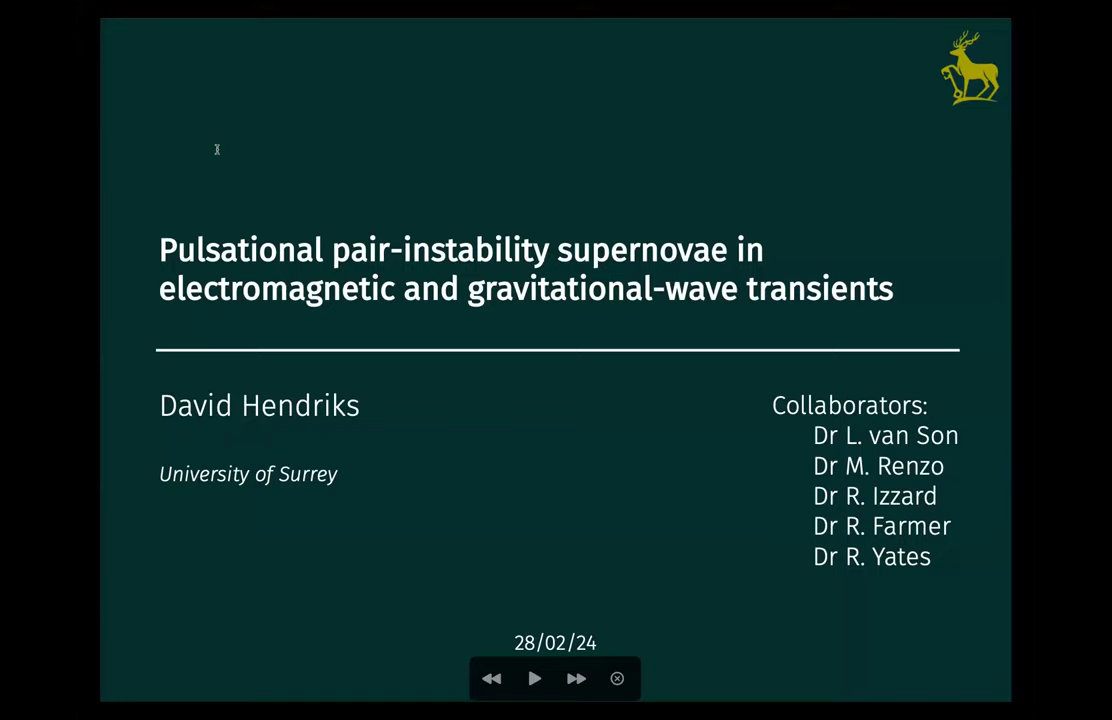 Pulsational pair-instability supernovae in
electromagnetic and gravitational-wave transients
David Hendriks
University of Surrey
Collaborators:
Dr L. van Son
Dr M. Renzo
Dr R. Izzard
Dr R. Farmer
Dr R. Yates
28/02/24